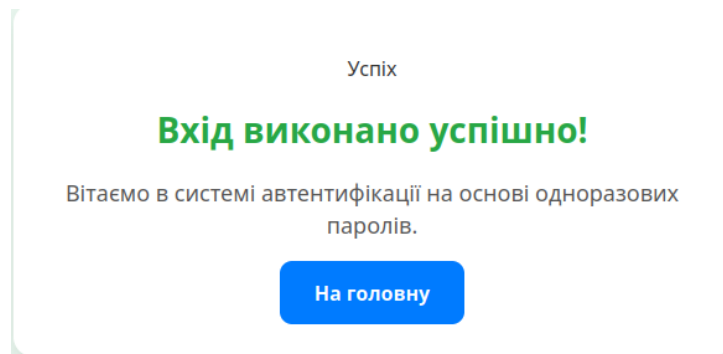 Успіх
Вхід виконано успішно!
Вітаємо в системі автентифікації на основі одноразових
паролів.
На головну